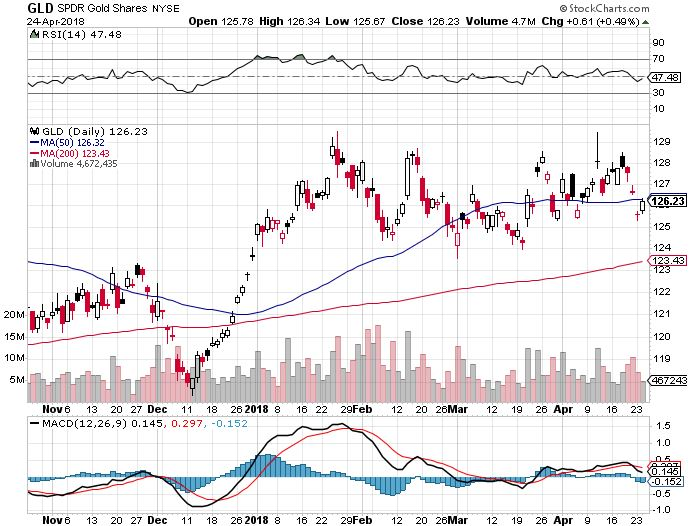 GLD SPDR Gold Shares NYSE
© StockCharts.com
24-Apr-2018
Open 125.78 High 126.34 Low 125.67 Close 126.23 Volume 4.7M Chg +0.61 (+0.49%)
RSI(14) 47.48
90
70
50
47.48
30
10
GLD (Daily) 126.23
MA(50) 126.32
MA(200) 123.43
Volume 4,672,435
129
128
127
126.23
125
124
123.43
123
122
121
120
119
467243
20M
15M
10M
5M
Nov 6 13 20 27 Dec 11 18 26 2018 8 16 22 29 Feb 12 20 26 Mar 12 19 26 Apr 9 16 23
MACD(12,26,9) 0.145, 0.297, -0.152
1.5
1.0
0.5
0.297
0.145
-0.152
-0.5
Nov 6 13 20 27 Dec 11 18 26 2018 8 16 22 29 Feb 12 20 26 Mar 12 19 26 Apr 9 16 23